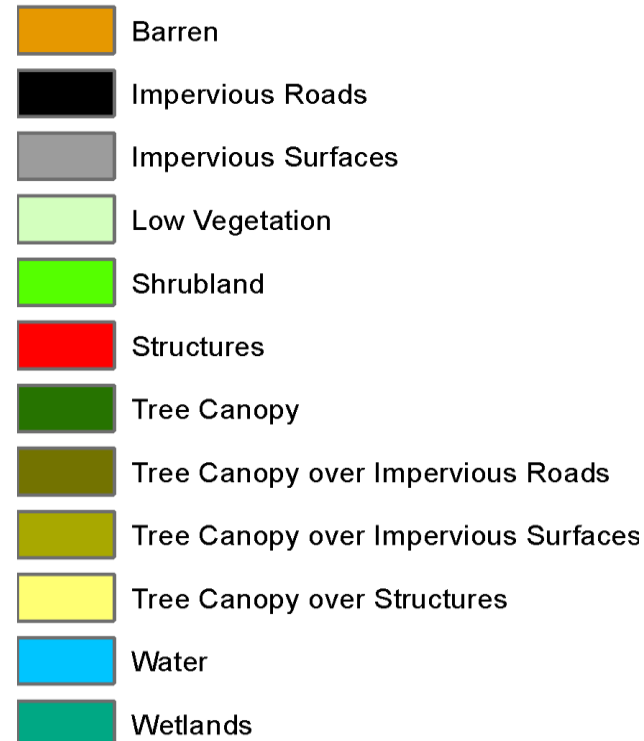 Barren
Impervious Roads
Impervious Surfaces
Low Vegetation
Shrubland
Structures
Tree Canopy
Tree Canopy over Impervious Roads
Tree Canopy over Impervious Surfaces
Tree Canopy over Structures
Water
Wetlands